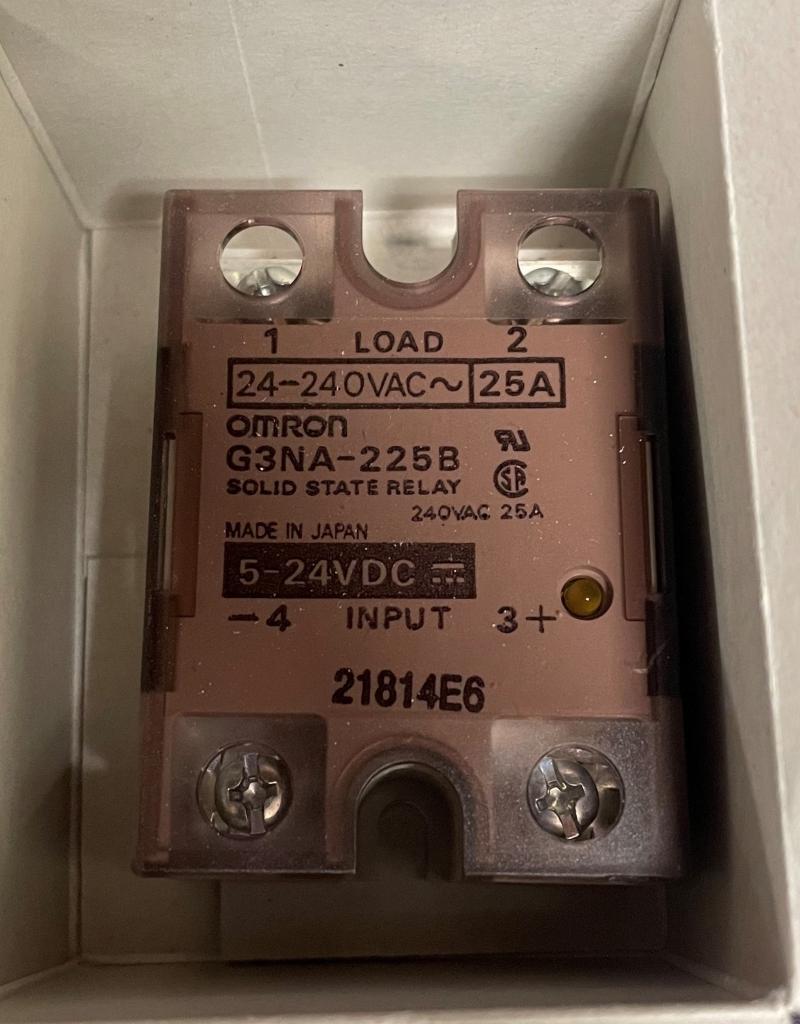 1 LOAD 2
24-240VAC~ 25A
OMRON
G3NA-225B
SOLID STATE RELAY
240VAC 25A
MADE IN JAPAN
5-24VDC ⎓
-4 INPUT 3+
21814E6